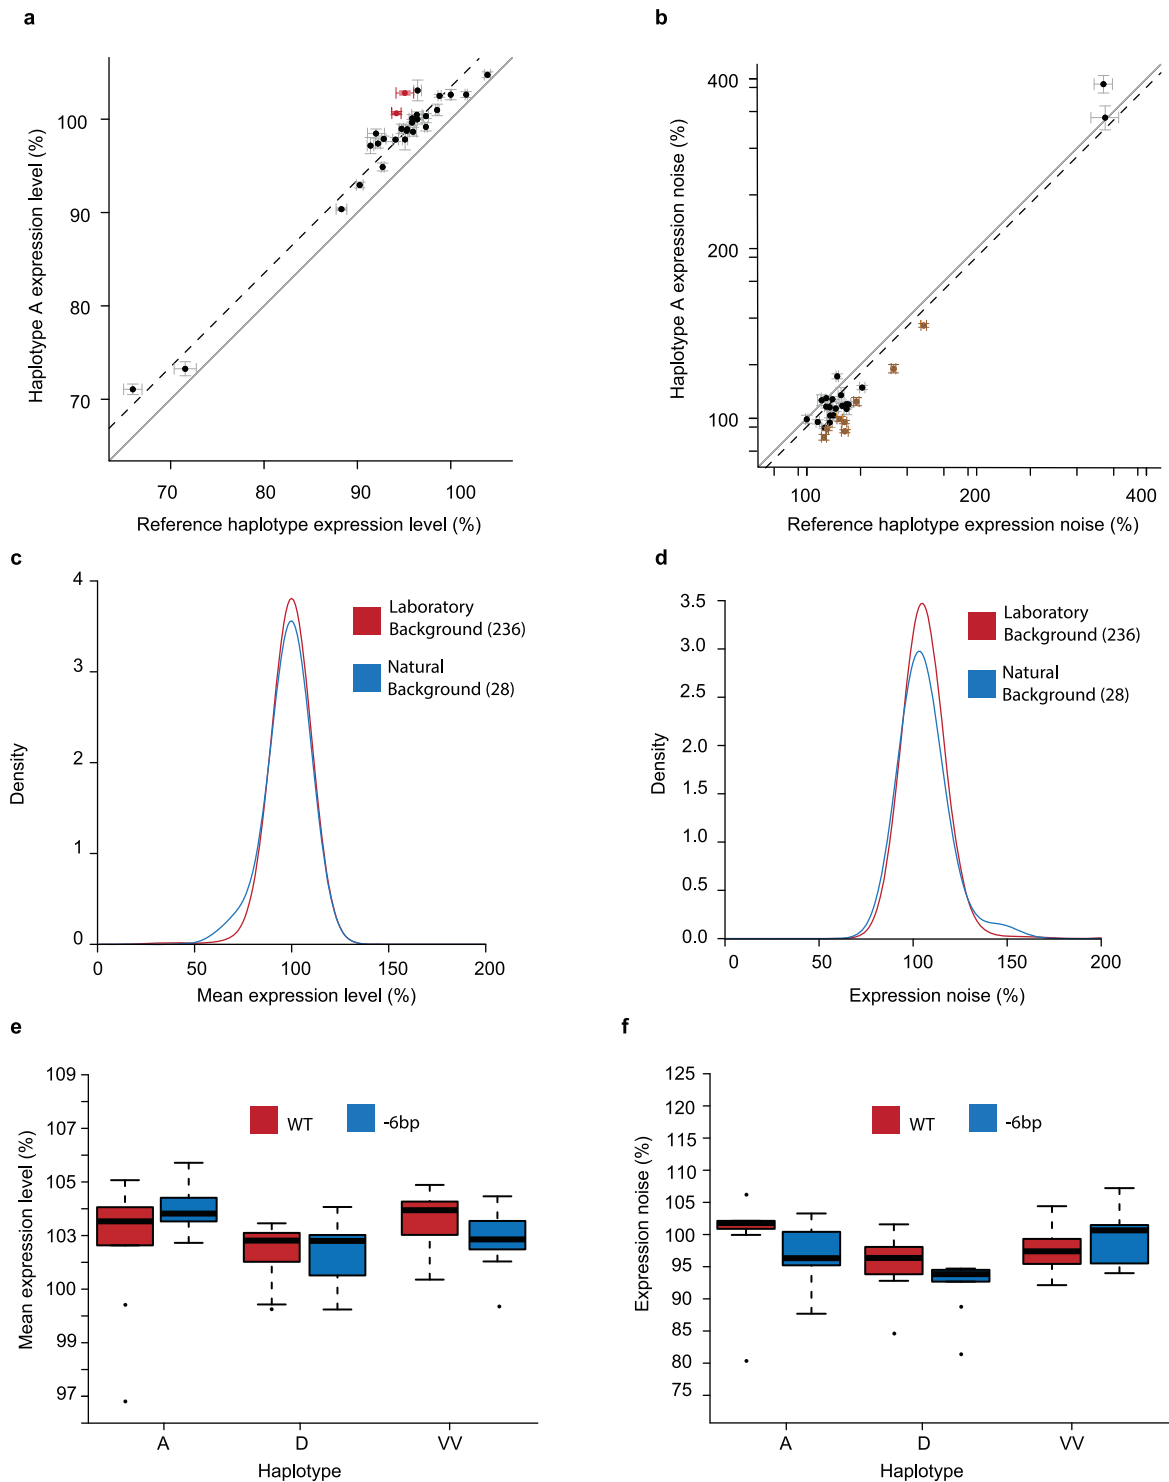 a
Haplotype A expression level (%)
100
90
80
70
70 80 90 100
Reference haplotype expression level (%)
b
Haplotype A expression noise (%)
400
200
100
100 200 400
Reference haplotype expression noise (%)
c
Density
4
3
2
1
0
0 50 100 150 200
Mean expression level (%)
Laboratory
Background (236)
Natural
Background (28)
d
Density
3.5
3.0
3.5
2.0
1.0
0.5
0.0
0 50 100 150 200
Expression noise (%)
Laboratory
Background (236)
Natural
Background (28)
e
Mean expression level (%)
109
107
104
103
100
99
97
WT
-6bp
A D VV
Haplotype
f
Expression noise (%)
125
123
115
110
105
100
95
90
85
80
75
WT
-6bp
A D VV
Haplotype